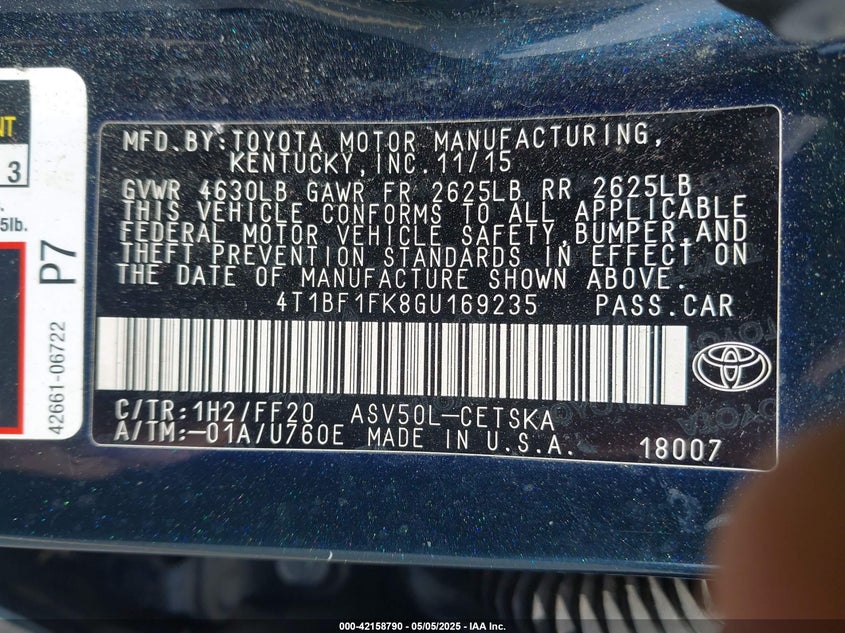 NT
3
5lb.
P7
42661-06722
MFD.BY:TOYOTA MOTOR MANUFACTURING,
KENTUCKY,INC.11/15
GVWR 4630LB GAWR FR 2625LB RR 2625LB
THIS VEHICLE CONFORMS TO ALL APPLICABLE
FEDERAL MOTOR VEHICLE SAFETY,BUMPER,AND
THEFT PREVENTION STANDARDS IN EFFECT ON
THE DATE OF MANUFACTURE SHOWN ABOVE.
4T1BF1FK8GU169235 PASS.CAR
C/TR:1H2/FF20 ASV50L-CETSKA
A/TM:-01A/U760E MADE IN U.S.A.
18007
000-42158790 - 05/05/2025 - IAA Inc.